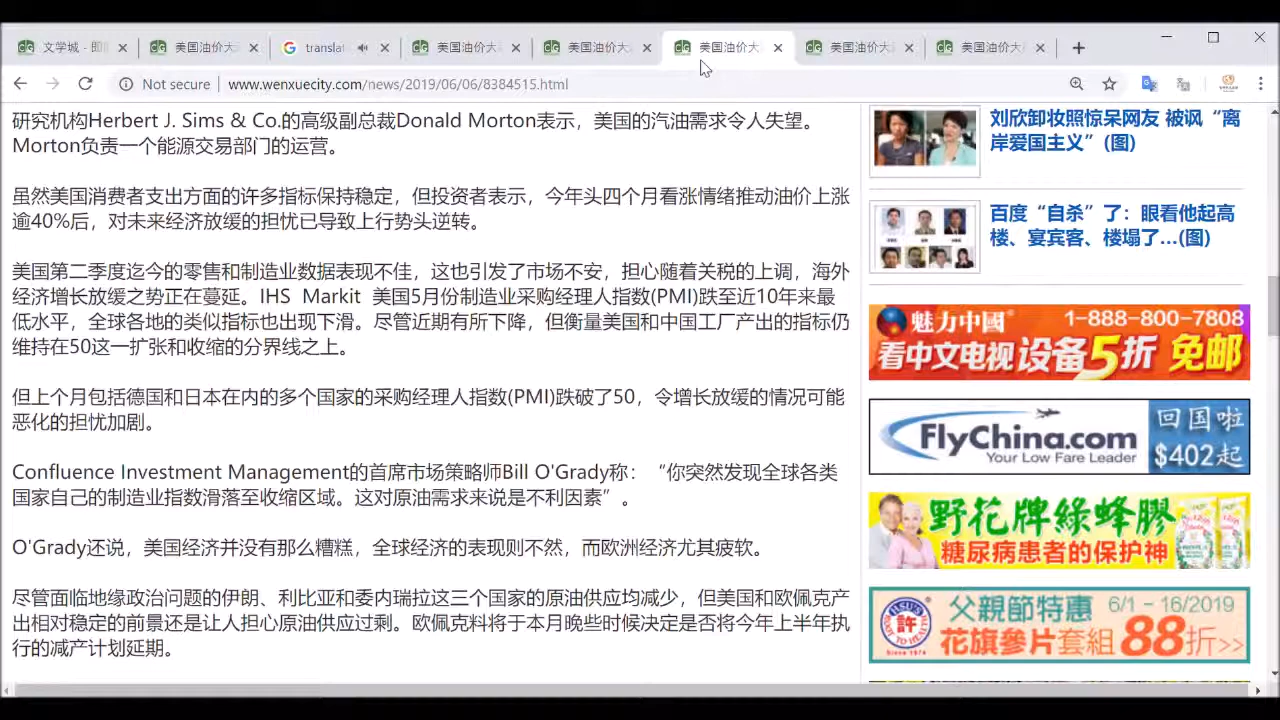 文学城 - 即
美国油价大
translat
美国油价大
美国油价大
美国油价大
美国油价大
美国油价大
Not secure
www.wenxuecity.com/news/2019/06/06/8384515.html
研究机构Herbert J. Sims & Co.的高级副总裁Donald Morton表示，美国的汽油需求令人失望。
Morton负责一个能源交易部门的运营。
虽然美国消费者支出方面的许多指标保持稳定，但投资者表示，今年头四个月看涨情绪推动油价上涨
逾40%后，对未来经济放缓的担忧已导致上行势头逆转。
美国第二季度迄今的零售和制造业数据表现不佳，这也引发了市场不安，担心随着关税的上调，海外
经济增长放缓之势正在蔓延。IHS Markit 美国5月份制造业采购经理人指数(PMI)跌至近10年来最
低水平，全球各地的类似指标也出现下滑。尽管近期有所下降，但衡量美国和中国工厂产出的指标仍
维持在50这一扩张和收缩的分界线之上。
但上个月包括德国和日本在内的多个国家的采购经理人指数(PMI)跌破了50，令增长放缓的情况可能
恶化的担忧加剧。
Confluence Investment Management的首席市场策略师Bill O'Grady称：“你突然发现全球各类
国家自己的制造业指数滑落至收缩区域。这对原油需求来说是不利因素”。
O'Grady还说，美国经济并没有那么糟糕，全球经济的表现则不然，而欧洲经济尤其疲软。
尽管面临地缘政治问题的伊朗、利比亚和委内瑞拉这三个国家的原油供应均减少，但美国和欧佩克产
出相对稳定的前景还是让人担心原油供应过剩。欧佩克料将于本月晚些时候决定是否将今年上半年执
行的减产计划延期。
刘欣卸妆照惊呆网友 被讽“离
岸爱国主义”(图)
百度“自杀”了：眼看他起高
楼、宴宾客、楼塌了...(图)
魅力中國 1-888-800-7808
看中文电视设备5折 免邮
FlyChina.com
Your Low Fare Leader
回国啦
$402起
野花牌綠蜂膠
糖尿病患者的保护神
許
父親節特惠 6/1 - 16/2019
花旗參片套組88折>>